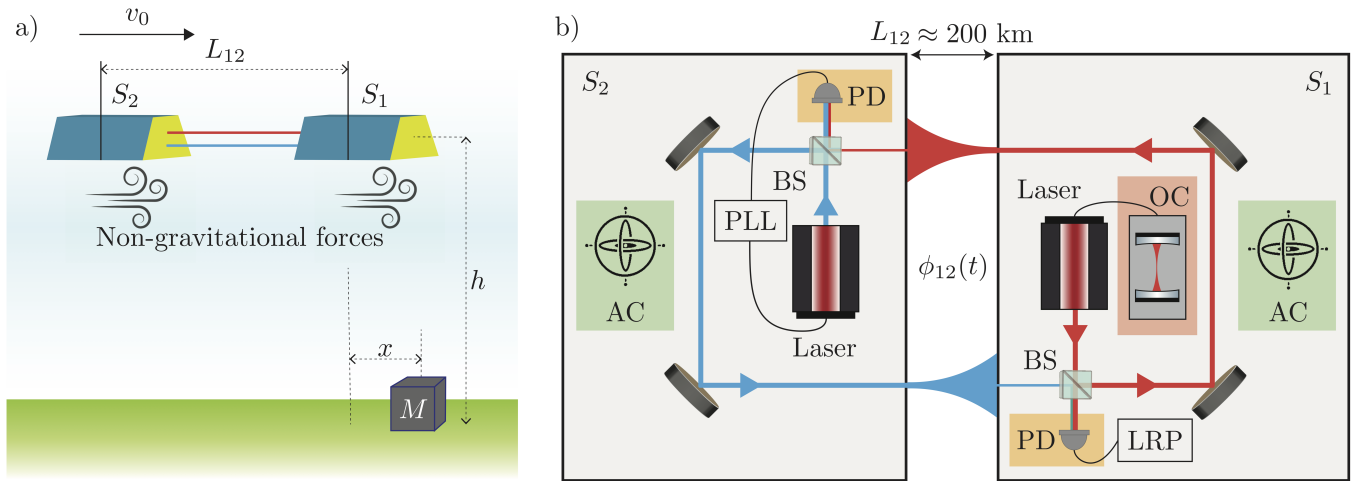 a)
v₀
L₁₂
S₂
S₁
Non-gravitational forces
h
x
M
b)
L₁₂ ≈ 200 km
S₂
PD
BS
PLL
AC
Laser
ϕ₁₂(t)
S₁
Laser
OC
AC
BS
PD
LRP